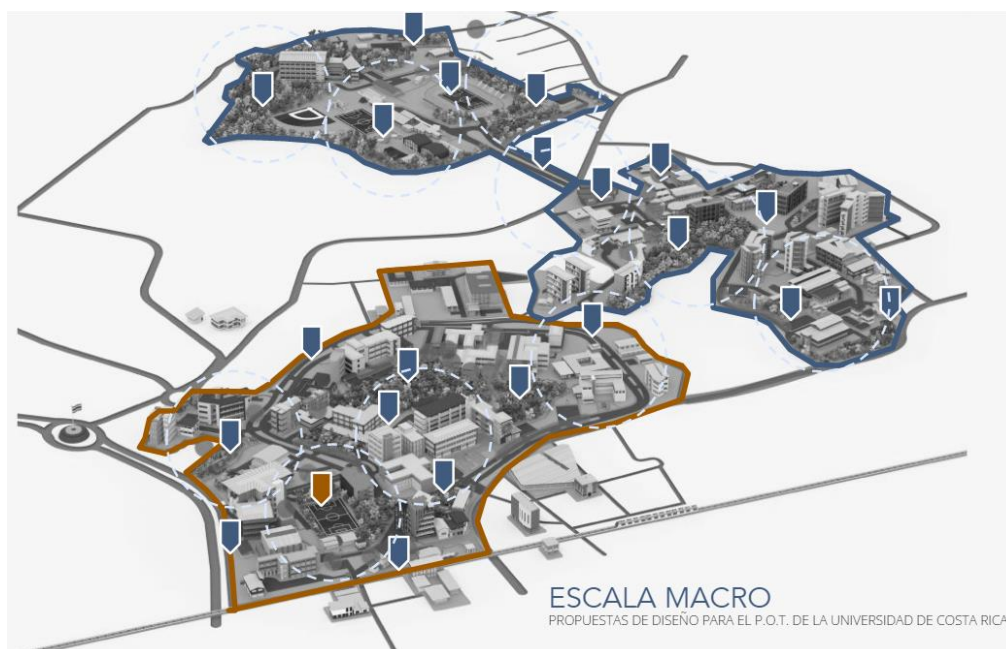 ESCALA MACRO
PROPUESTAS DE DISEÑO PARA EL P.O.T. DE LA UNIVERSIDAD DE COSTA RICA